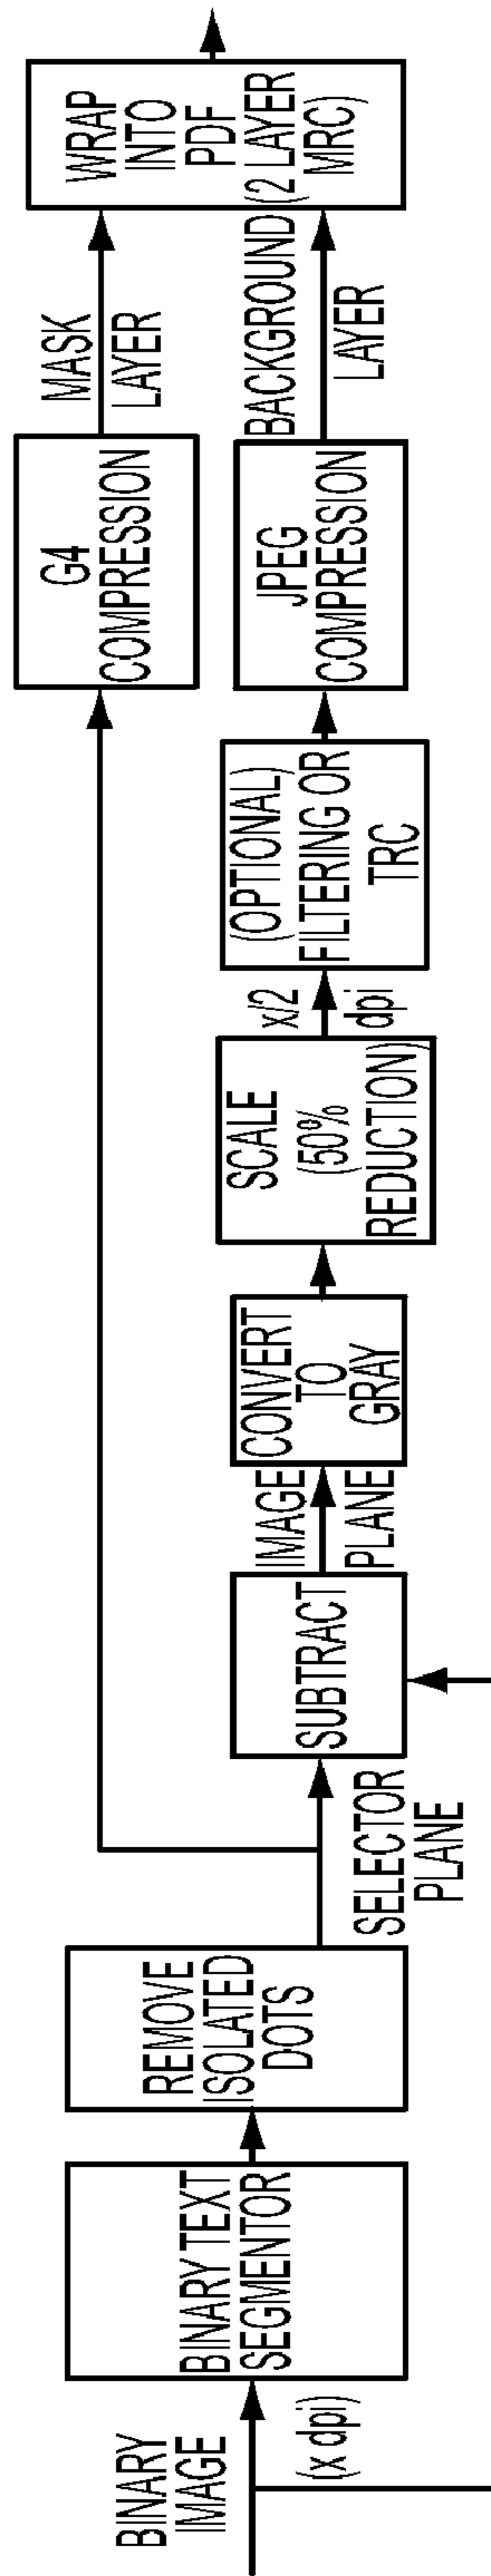 BINARY
IMAGE
(x dpi)
BINARY TEXT
SEGMENTOR
REMOVE
ISOLATED
DOTS
SELECTOR
PLANE
SUBTRACT
IMAGE
PLANE
CONVERT
TO
GRAY
SCALE
(50%
REDUCTION)
x/2
dpi
(OPTIONAL)
FILTERING OR
TRC
G4
COMPRESSION
JPEG
COMPRESSION
MASK
LAYER
BACKGROUND
LAYER
WRAP
INTO
PDF
(2 LAYER
MRC)